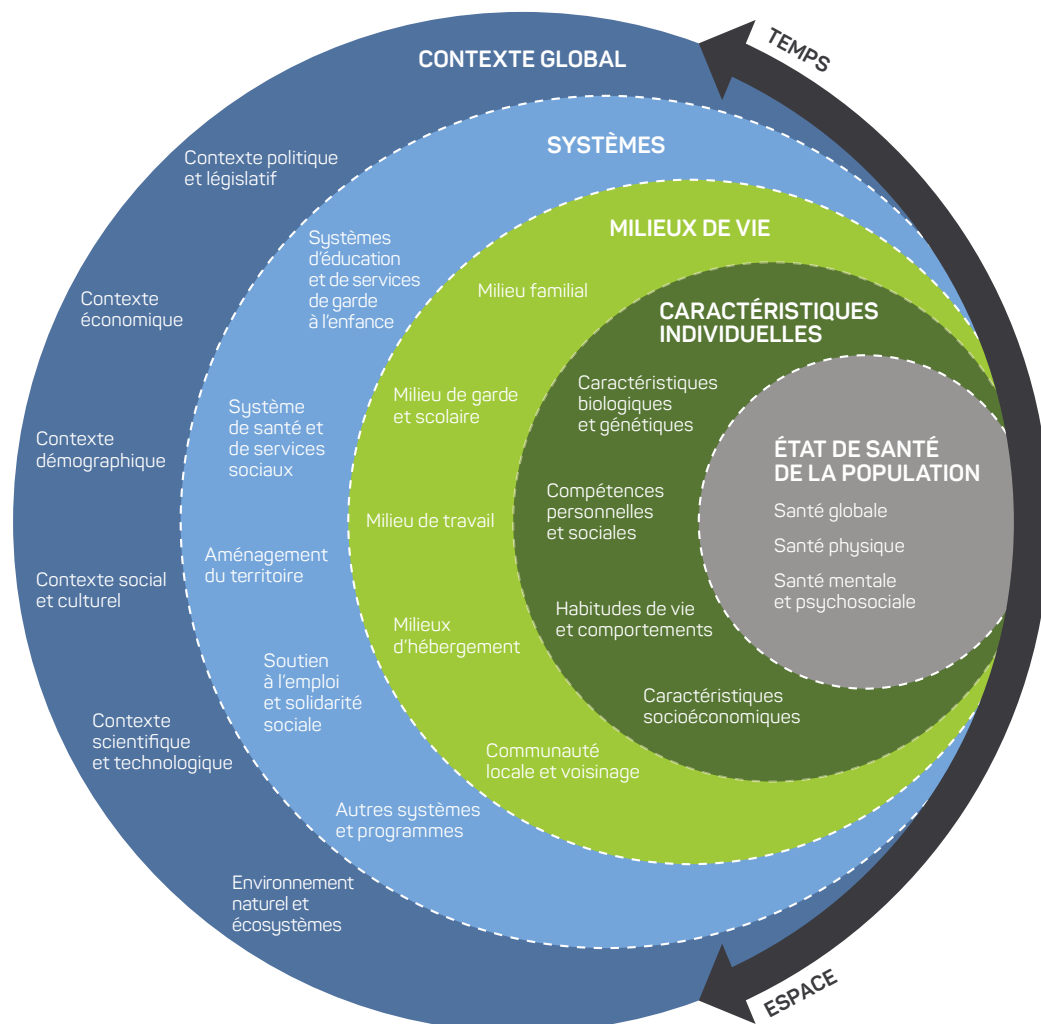 TEMPS
CONTEXTE GLOBAL
Contexte politique
et législatif
Contexte
économique
Contexte
démographique
Contexte social
et culturel
Contexte
scientifique
et technologique
Environnement
naturel et
écosystèmes
SYSTÈMES
Systèmes
d'éducation
et de services
de garde
à l'enfance
Système
de santé et
de services
sociaux
Aménagement
du territoire
Soutien
à l'emploi
et solidarité
sociale
Autres systèmes
et programmes
MILIEUX DE VIE
Milieu familial
Milieu de garde
et scolaire
Milieu de travail
Milieux
d'hébergement
Communauté
locale et voisinage
CARACTÉRISTIQUES
INDIVIDUELLES
Caractéristiques
biologiques
et génétiques
Compétences
personnelles
et sociales
Habitudes de vie
et comportements
Caractéristiques
socioéconomiques
ÉTAT DE SANTÉ
DE LA POPULATION
Santé globale
Santé physique
Santé mentale
et psychosociale
ESPACE